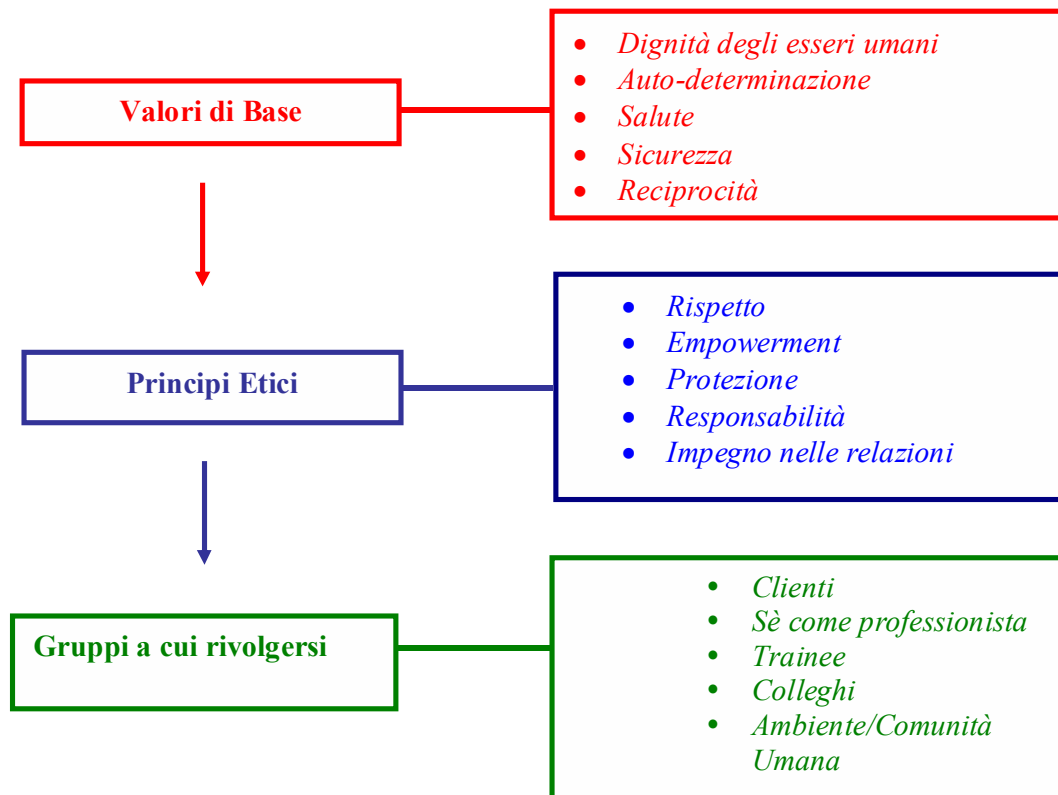 Valori di Base
• Dignità degli esseri umani
• Auto-determinazione
• Salute
• Sicurezza
• Reciprocità
Principi Etici
• Rispetto
• Empowerment
• Protezione
• Responsabilità
• Impegno nelle relazioni
Gruppi a cui rivolgersi
• Clienti
• Sè come professionista
• Trainee
• Colleghi
• Ambiente/Comunità
Umana